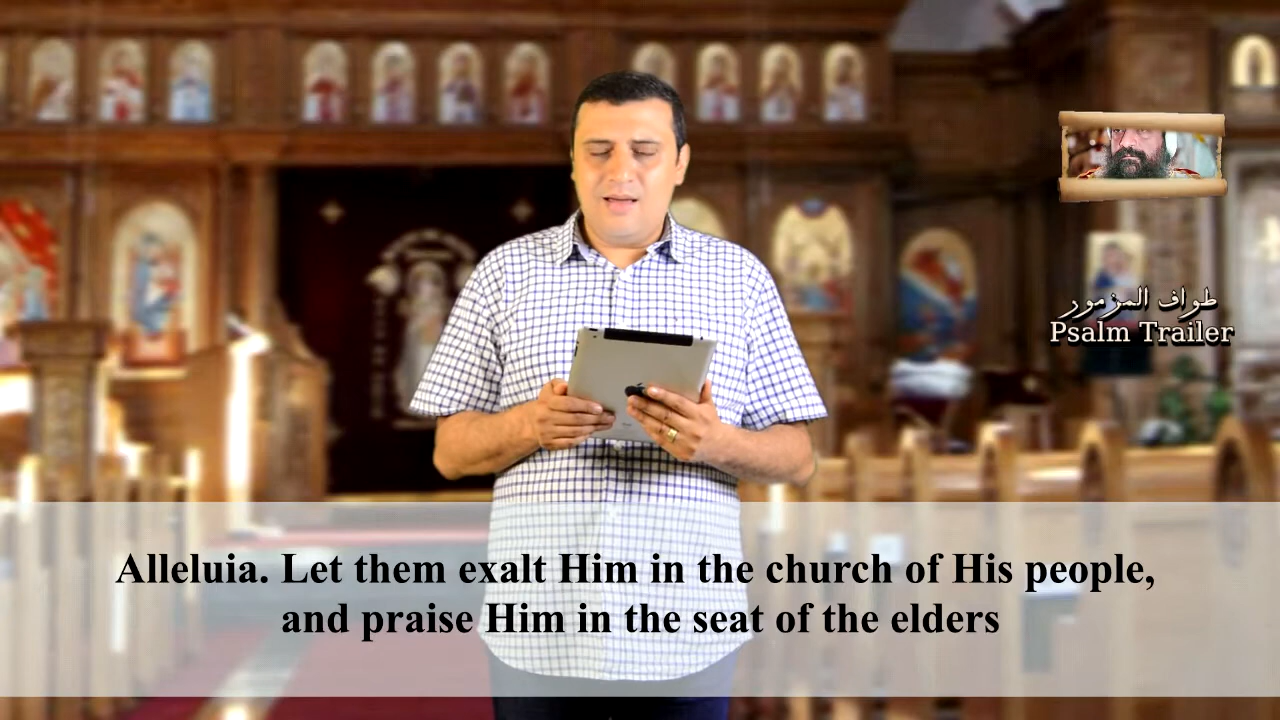 طواف المزمور
Psalm Trailer
Alleluia. Let them exalt Him in the church of His people,
and praise Him in the seat of the elders